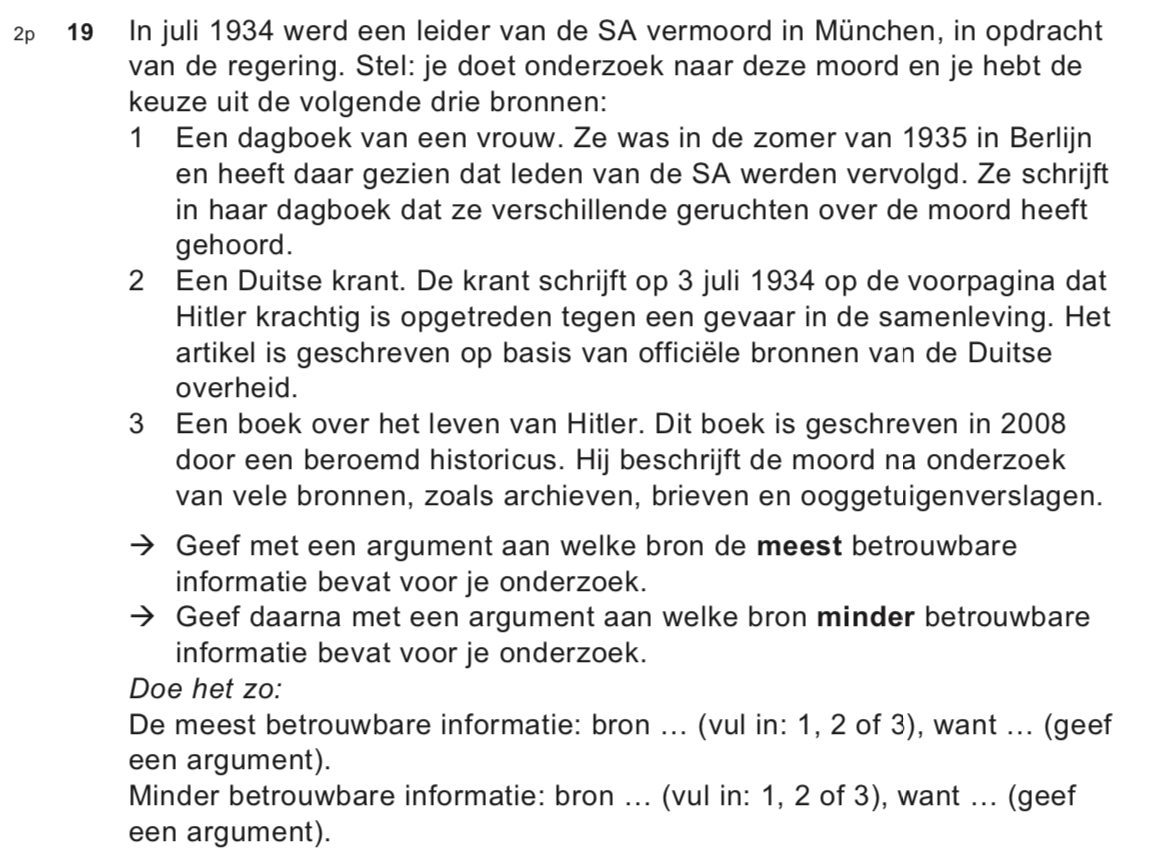 2p 19 In juli 1934 werd een leider van de SA vermoord in München, in opdracht
van de regering. Stel: je doet onderzoek naar deze moord en je hebt de
keuze uit de volgende drie bronnen:
1 Een dagboek van een vrouw. Ze was in de zomer van 1935 in Berlijn
en heeft daar gezien dat leden van de SA werden vervolgd. Ze schrijft
in haar dagboek dat ze verschillende geruchten over de moord heeft
gehoord.
2 Een Duitse krant. De krant schrijft op 3 juli 1934 op de voorpagina dat
Hitler krachtig is opgetreden tegen een gevaar in de samenleving. Het
artikel is geschreven op basis van officiële bronnen van de Duitse
overheid.
3 Een boek over het leven van Hitler. Dit boek is geschreven in 2008
door een beroemd historicus. Hij beschrijft de moord na onderzoek
van vele bronnen, zoals archieven, brieven en ooggetuigenverslagen.
→ Geef met een argument aan welke bron de meest betrouwbare
informatie bevat voor je onderzoek.
→ Geef daarna met een argument aan welke bron minder betrouwbare
informatie bevat voor je onderzoek.
Doe het zo:
De meest betrouwbare informatie: bron … (vul in: 1, 2 of 3), want … (geef
een argument).
Minder betrouwbare informatie: bron … (vul in: 1, 2 of 3), want … (geef
een argument).